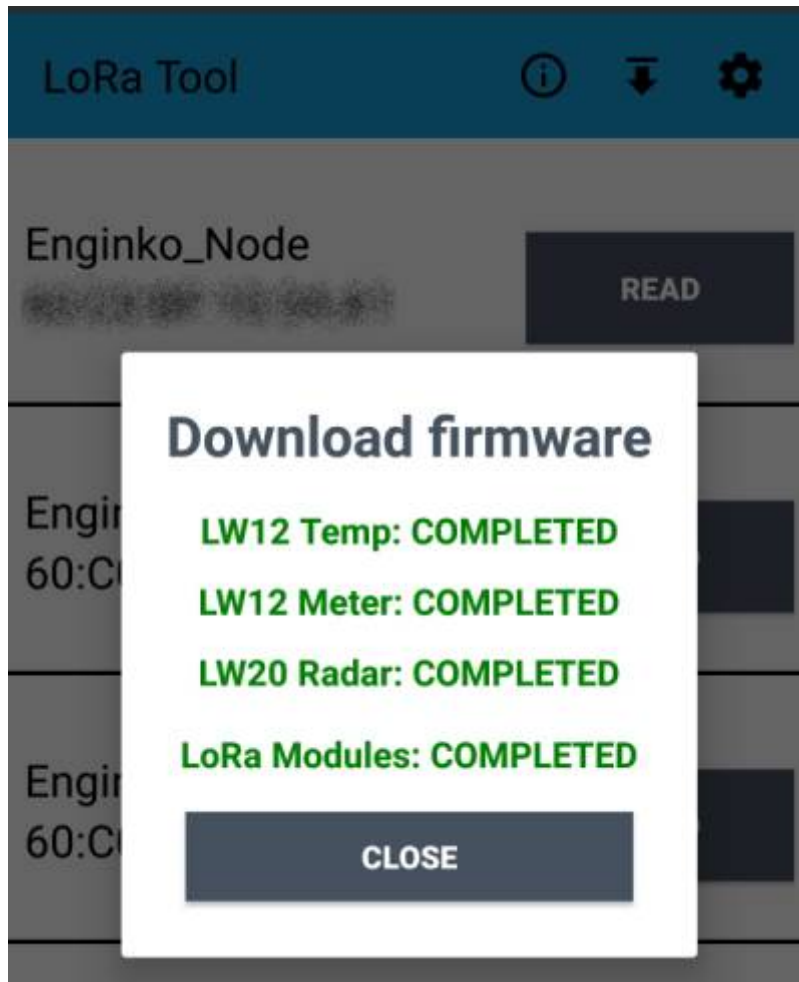 LoRa Tool
Enginko_Node
READ
Download firmware
LW12 Temp: COMPLETED
LW12 Meter: COMPLETED
LW20 Radar: COMPLETED
LoRa Modules: COMPLETED
CLOSE